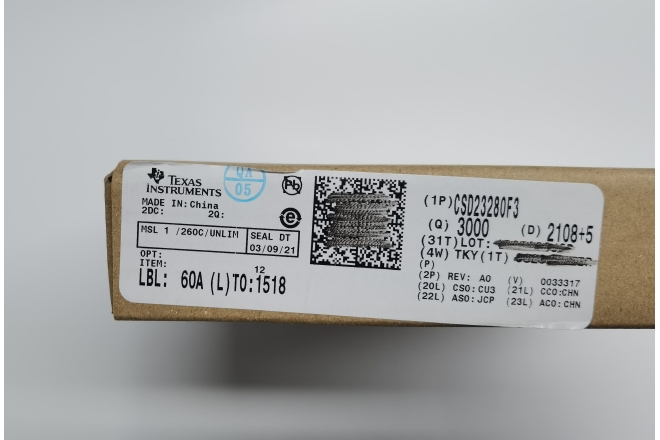 TEXAS
INSTRUMENTS
QA
05
Pb
MADE IN: China
2DC: 2Q:
e
MSL 1 /260C/UNLIM
SEAL DT
03/09/21
OPT:
ITEM:
12
LBL: 60A (L)TO:1518
(1P)CSD23280F3
(Q) 3000 (D) 2108+5
(31T)LOT:
(4W) TKY(1T)
(P)
(2P) REV: A0 (V) 0033317
(20L) CSO:CU3 (21L) CCO:CHN
(22L) ASO:JCP (23L) ACO:CHN